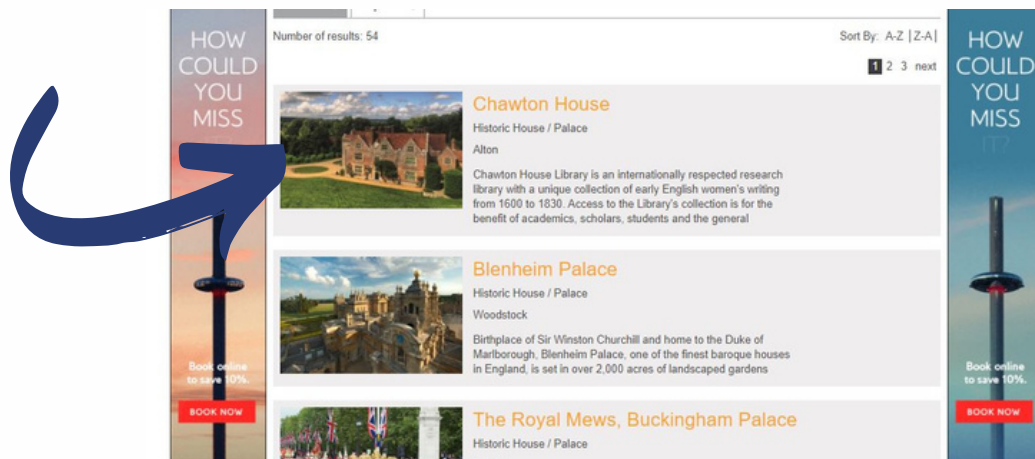 HOW
COULD
YOU
MISS
Book online
to save 10%.
BOOK NOW
Number of results: 54
Sort By: A-Z | Z-A |
1 2 3 next
Chawton House
Historic House / Palace
Alton
Chawton House Library is an internationally respected research
library with a unique collection of early English women's writing
from 1600 to 1830. Access to the Library's collection is for the
benefit of academics, scholars, students and the general
Blenheim Palace
Historic House / Palace
Woodstock
Birthplace of Sir Winston Churchill and home to the Duke of
Marlborough, Blenheim Palace, one of the finest baroque houses
in England, is set in over 2,000 acres of landscaped gardens
The Royal Mews, Buckingham Palace
Historic House / Palace
HOW
COULD
YOU
MISS
IT?
Book online
to save 10%.
BOOK NOW